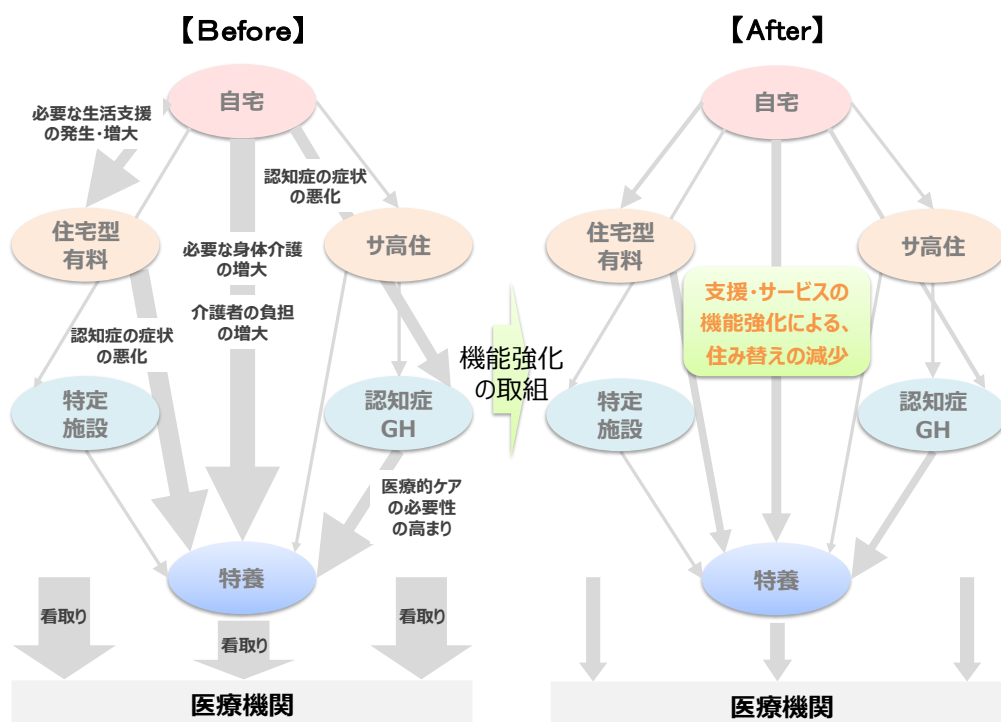 【Before】
自宅
必要な生活支援
の発生・増大
認知症の症状
の悪化
住宅型
有料
サ高住
必要な身体介護
の増大
介護者の負担
の増大
認知症の症状
の悪化
特定
施設
認知症
GH
医療的ケア
の必要性
の高まり
特養
看取り
看取り
看取り
医療機関
機能強化
の取組
【After】
自宅
住宅型
有料
サ高住
支援・サービスの
機能強化による、
住み替えの減少
特定
施設
認知症
GH
特養
医療機関